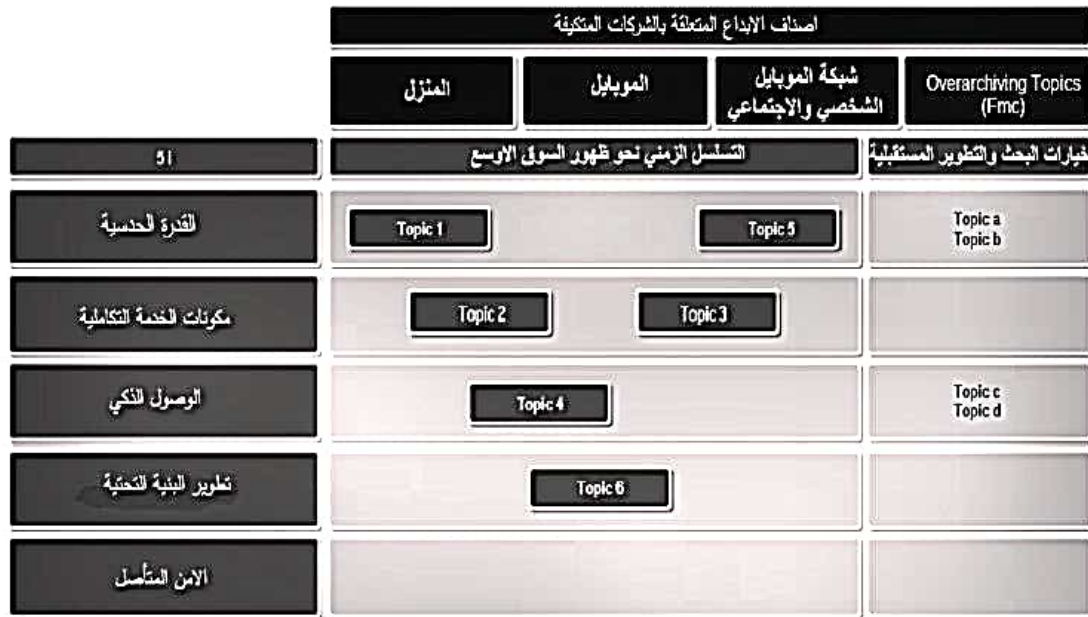 اصناف الابداع المتعلقة بالشركات المتكيفة
المنزل
الموبايل
شبكة الموبايل
الشخصي والاجتماعي
Overarchiving Topics
(Fmc)
5I
التسلسل الزمني نحو ظهور السوق الاوسع
خيارات البحث والتطوير المستقبلية
القدرة الحدسية
Topic 1
Topic 5
Topic a
Topic b
مكونات الخدمة التكاملية
Topic 2
Topic 3
الوصول الذكي
Topic 4
Topic c
Topic d
تطوير البنية التحتية
Topic 6
الامن المتأصل